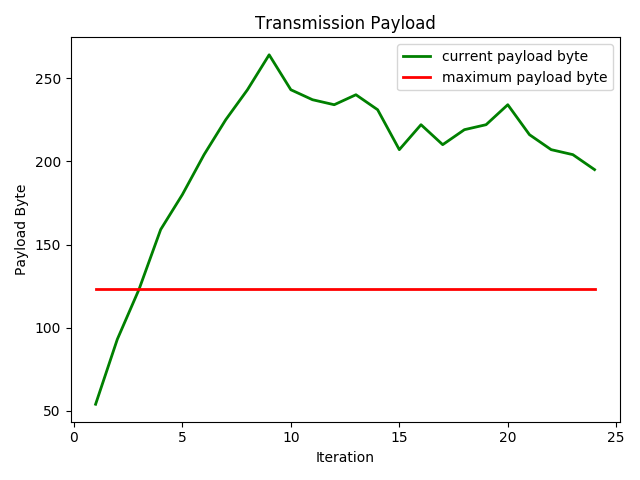 Transmission Payload
current payload byte
maximum payload byte
Payload Byte
250
200
150
100
50
0 5 10 15 20 25
Iteration